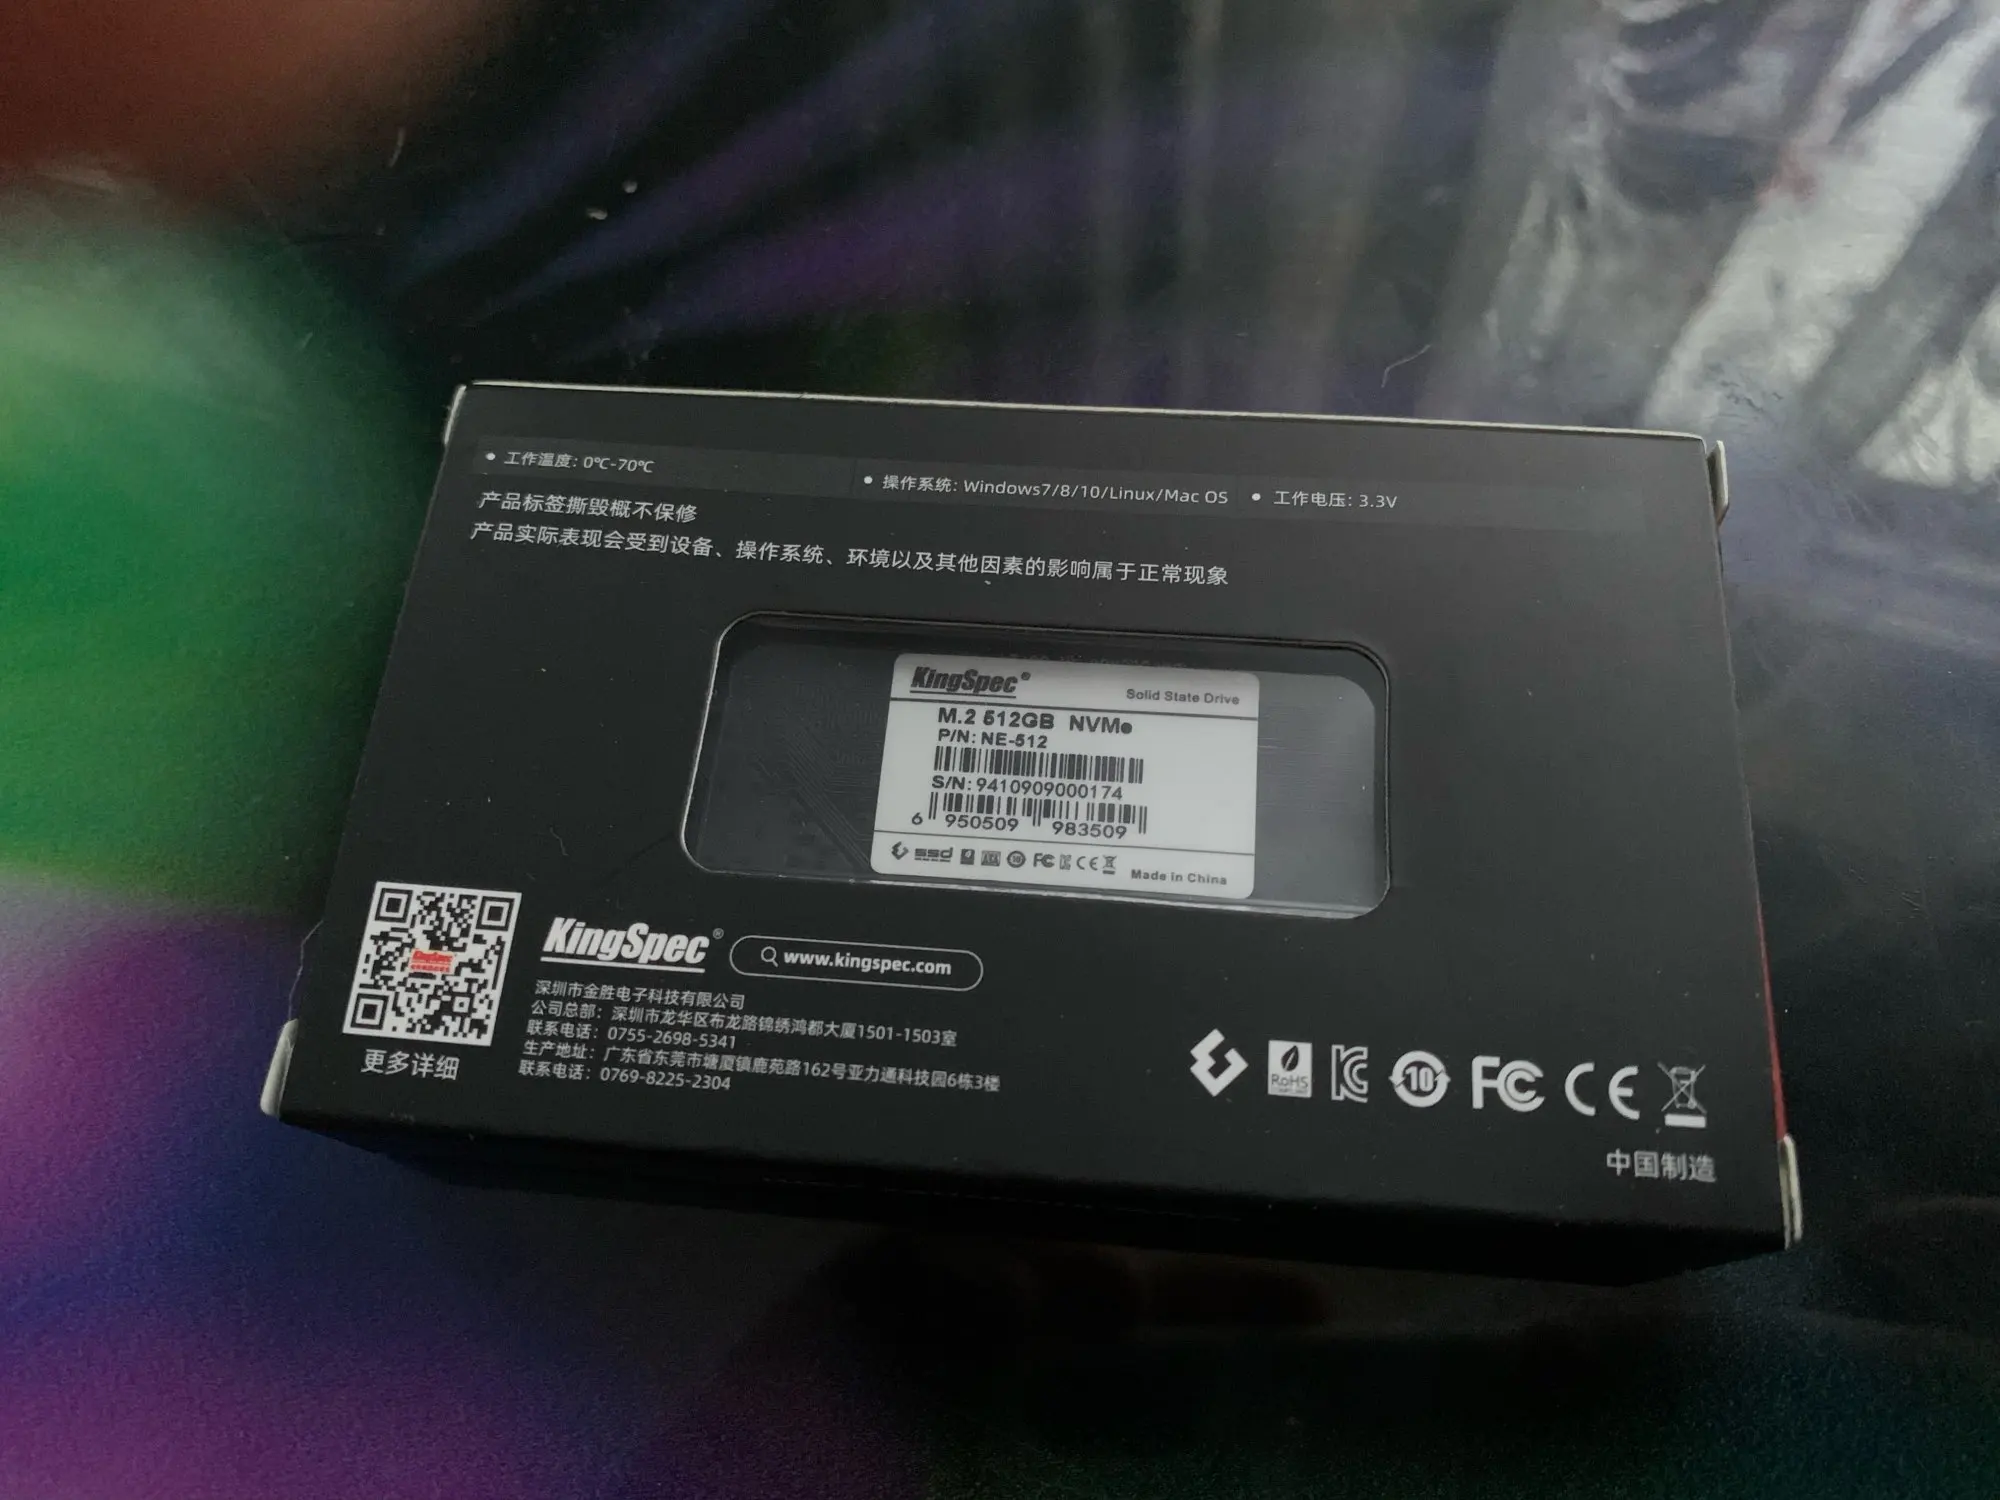 • 工作温度: 0℃-70℃
• 操作系统: Windows7/8/10/Linux/Mac OS
• 工作电压: 3.3V
产品标签撕毁概不保修
产品实际表现会受到设备、操作系统、环境以及其他因素的影响属于正常现象
KingSpec®
Solid State Drive
M.2 512GB NVMe
P/N: NE-512
S/N: 9410909000174
6 950509 983509
ssd
10
FC
CE
Made in China
KingSpec®
www.kingspec.com
深圳市金胜电子科技有限公司
公司总部: 深圳市龙华区布龙路锦绣鸿都大厦1501-1503室
联系电话: 0755-2698-5341
生产地址: 广东省东莞市塘厦镇鹿苑路162号亚力通科技园6栋3楼
联系电话: 0769-8225-2304
更多详细
RoHS
10
FC
CE
中国制造